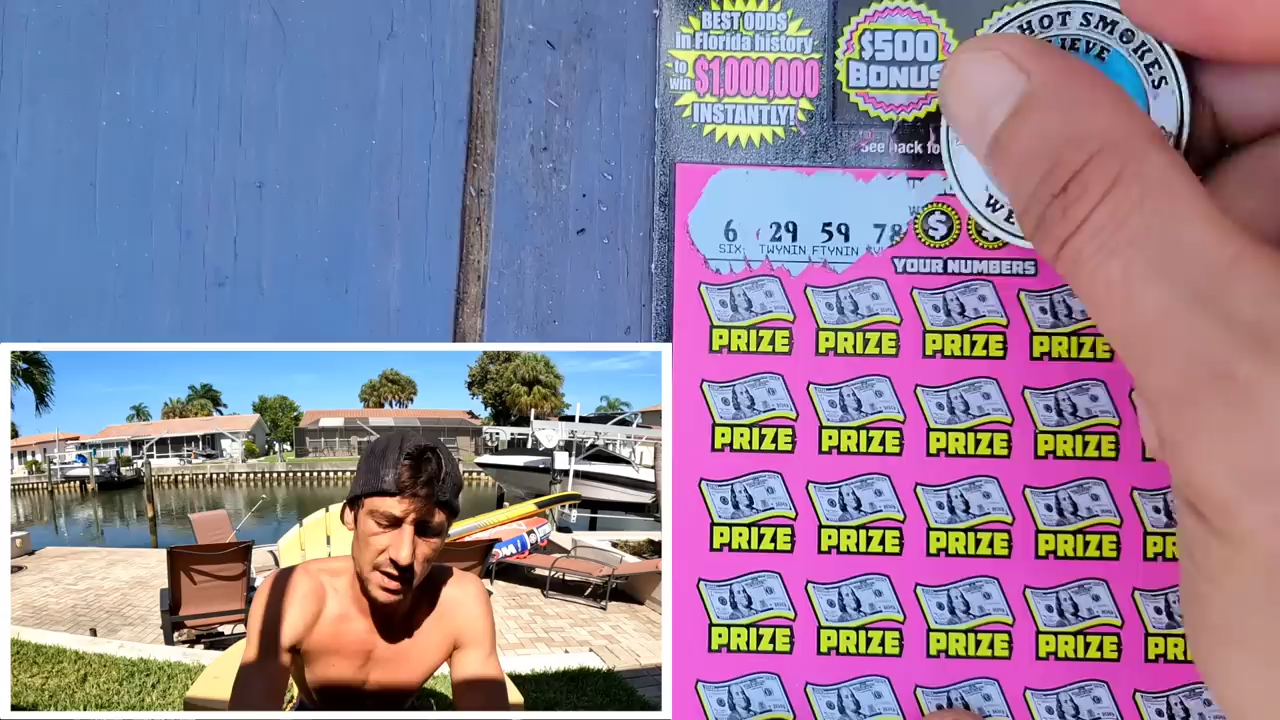 BEST ODDS
in Florida history
to win $1,000,000
INSTANTLY!
$500
BONUS
HOT SMOKES
See back fo
6 29 59 78
SIX TWYNIN FTYNIN
YOUR NUMBERS
PRIZE PRIZE PRIZE PRIZE
PRIZE PRIZE PRIZE PRIZE
PRIZE PRIZE PRIZE PRIZE PR
PRIZE PRIZE PRIZE PRIZE PRI